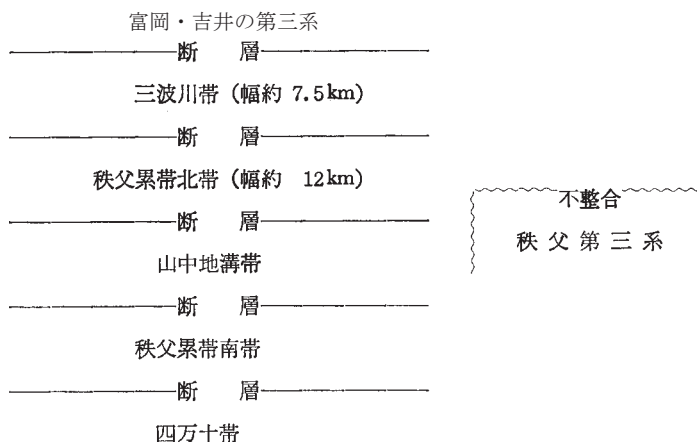 富岡・吉井の第三系
断　層
三波川帯 (幅約 7.5km)
断　層
秩父累帯北帯 (幅約 12km)
断　層
山中地溝帯
断　層
秩父累帯南帯
断　層
四万十帯
不整合
秩父第三系